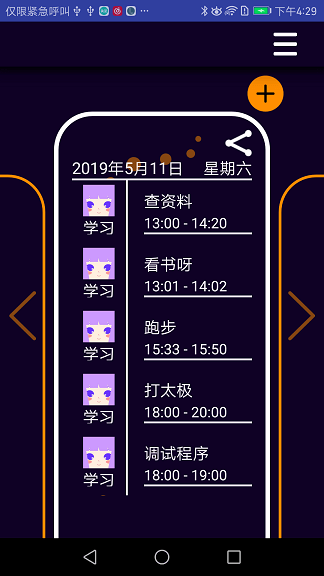 仅限紧急呼叫 下午4:29
2019年5月11日 星期六
学习 查资料
13:00 - 14:20
学习 看书呀
13:01 - 14:02
学习 跑步
15:33 - 15:50
学习 打太极
18:00 - 20:00
学习 调试程序
18:00 - 19:00